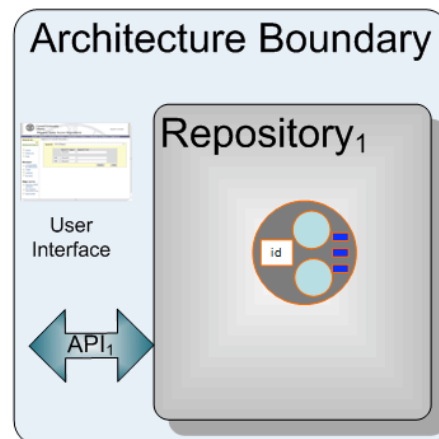 Architecture Boundary
Repository₁
User
Interface
id
API₁